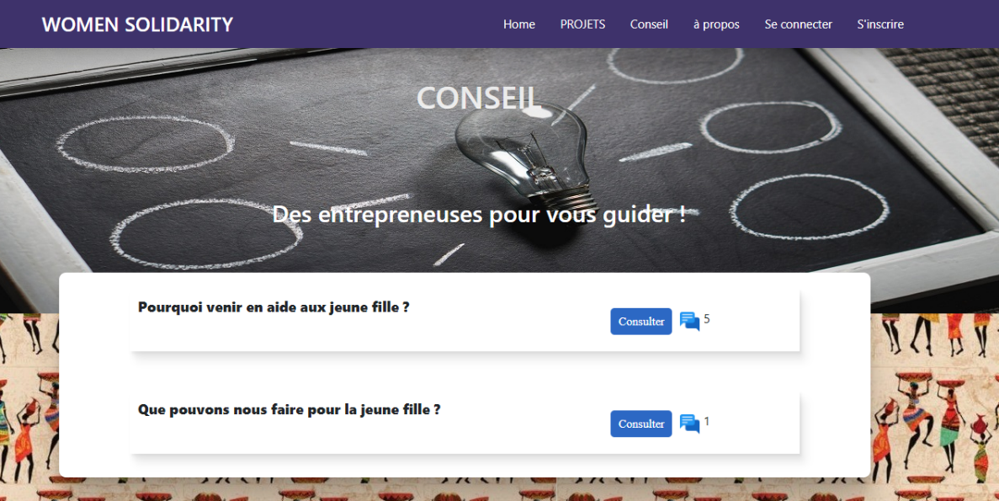 WOMEN SOLIDARITY Home PROJETS Conseil à propos Se connecter S'inscrire
CONSEIL
Des entrepreneuses pour vous guider !
Pourquoi venir en aide aux jeune fille ?
Consulter 5
Que pouvons nous faire pour la jeune fille ?
Consulter 1